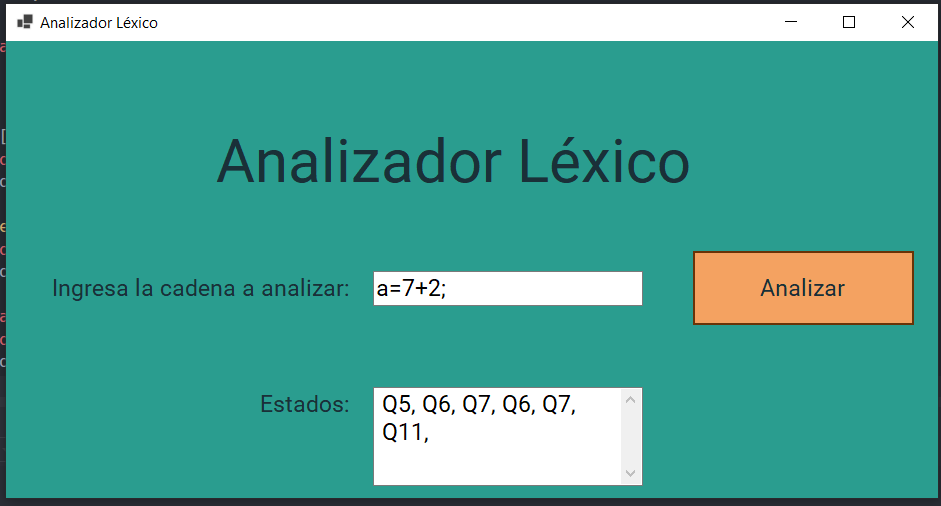 Analizador Léxico
Analizador Léxico
Ingresa la cadena a analizar:
a=7+2;
Analizar
Estados:
Q5, Q6, Q7, Q6, Q7,
Q11,